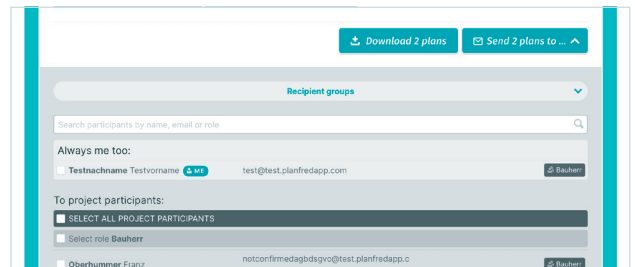 Download 2 plans
Send 2 plans to ...
Recipient groups
Search participants by name, email or role
Always me too:
Testnachname Testvorname ME test@test.planfredapp.com Bauherr
To project participants:
SELECT ALL PROJECT PARTICIPANTS
Select role Bauherr
Oberhummer Franz notconfirmedagbdsgvo@test.planfredapp.c Bauherr